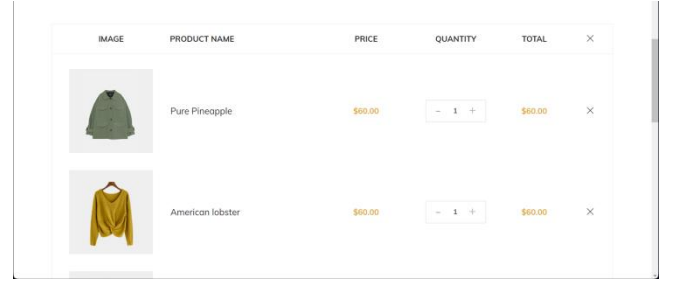 IMAGE PRODUCT NAME PRICE QUANTITY TOTAL ×
Pure Pineapple $60.00 - 1 + $60.00 ×
American lobster $60.00 - 1 + $60.00 ×